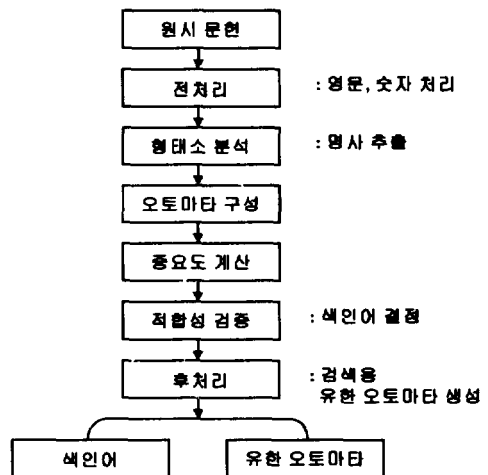 원시 문헌
전처리 : 영문, 숫자 처리
형태소 분석 : 명사 추출
오토마타 구성
중요도 계산
적합성 검증 : 색인어 결정
후처리 : 검색용
유한 오토마타 생성
색인어 유한 오토마타